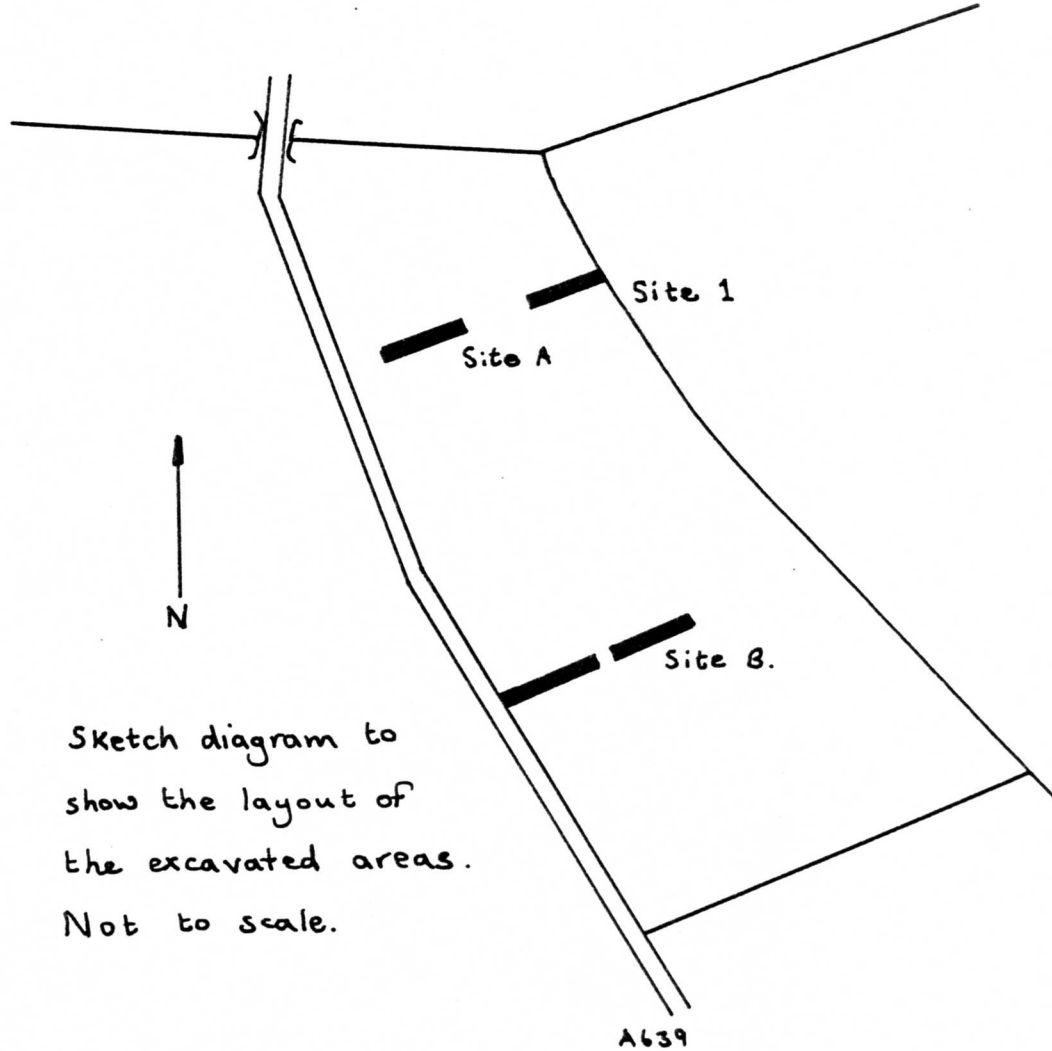 Site 1
Site A
N
Site B.
Sketch diagram to
show the layout of
the excavated areas.
Not to scale.
A639